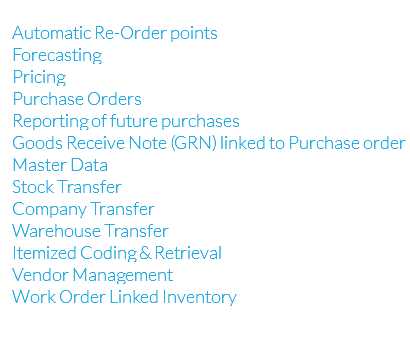 Automatic Re-Order points
Forecasting
Pricing
Purchase Orders
Reporting of future purchases
Goods Receive Note (GRN) linked to Purchase order
Master Data
Stock Transfer
Company Transfer
Warehouse Transfer
Itemized Coding & Retrieval
Vendor Management
Work Order Linked Inventory